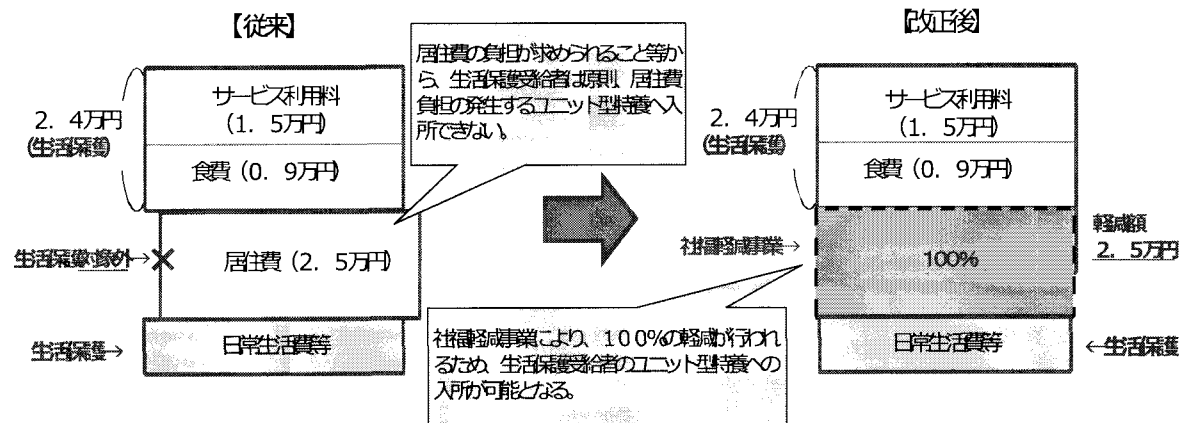 【従来】
サービス利用料
(1.5万円)
2.4万円
(生活保護)
食費(0.9万円)
居住費の負担が求められること等か
ら、生活保護受給者は原則、居住費
負担の発生するユニット型特養へ入
所できない。
生活保護対象外→
居住費(2.5万円)
生活保護→
日常生活費等
【改正後】
サービス利用料
(1.5万円)
2.4万円
(生活保護)
食費(0.9万円)
社福軽減事業→
100%
軽減額
2.5万円
社福軽減事業により、100%の軽減が行われ
るため、生活保護受給者のユニット型特養への
入所が可能となる。
日常生活費等
←生活保護